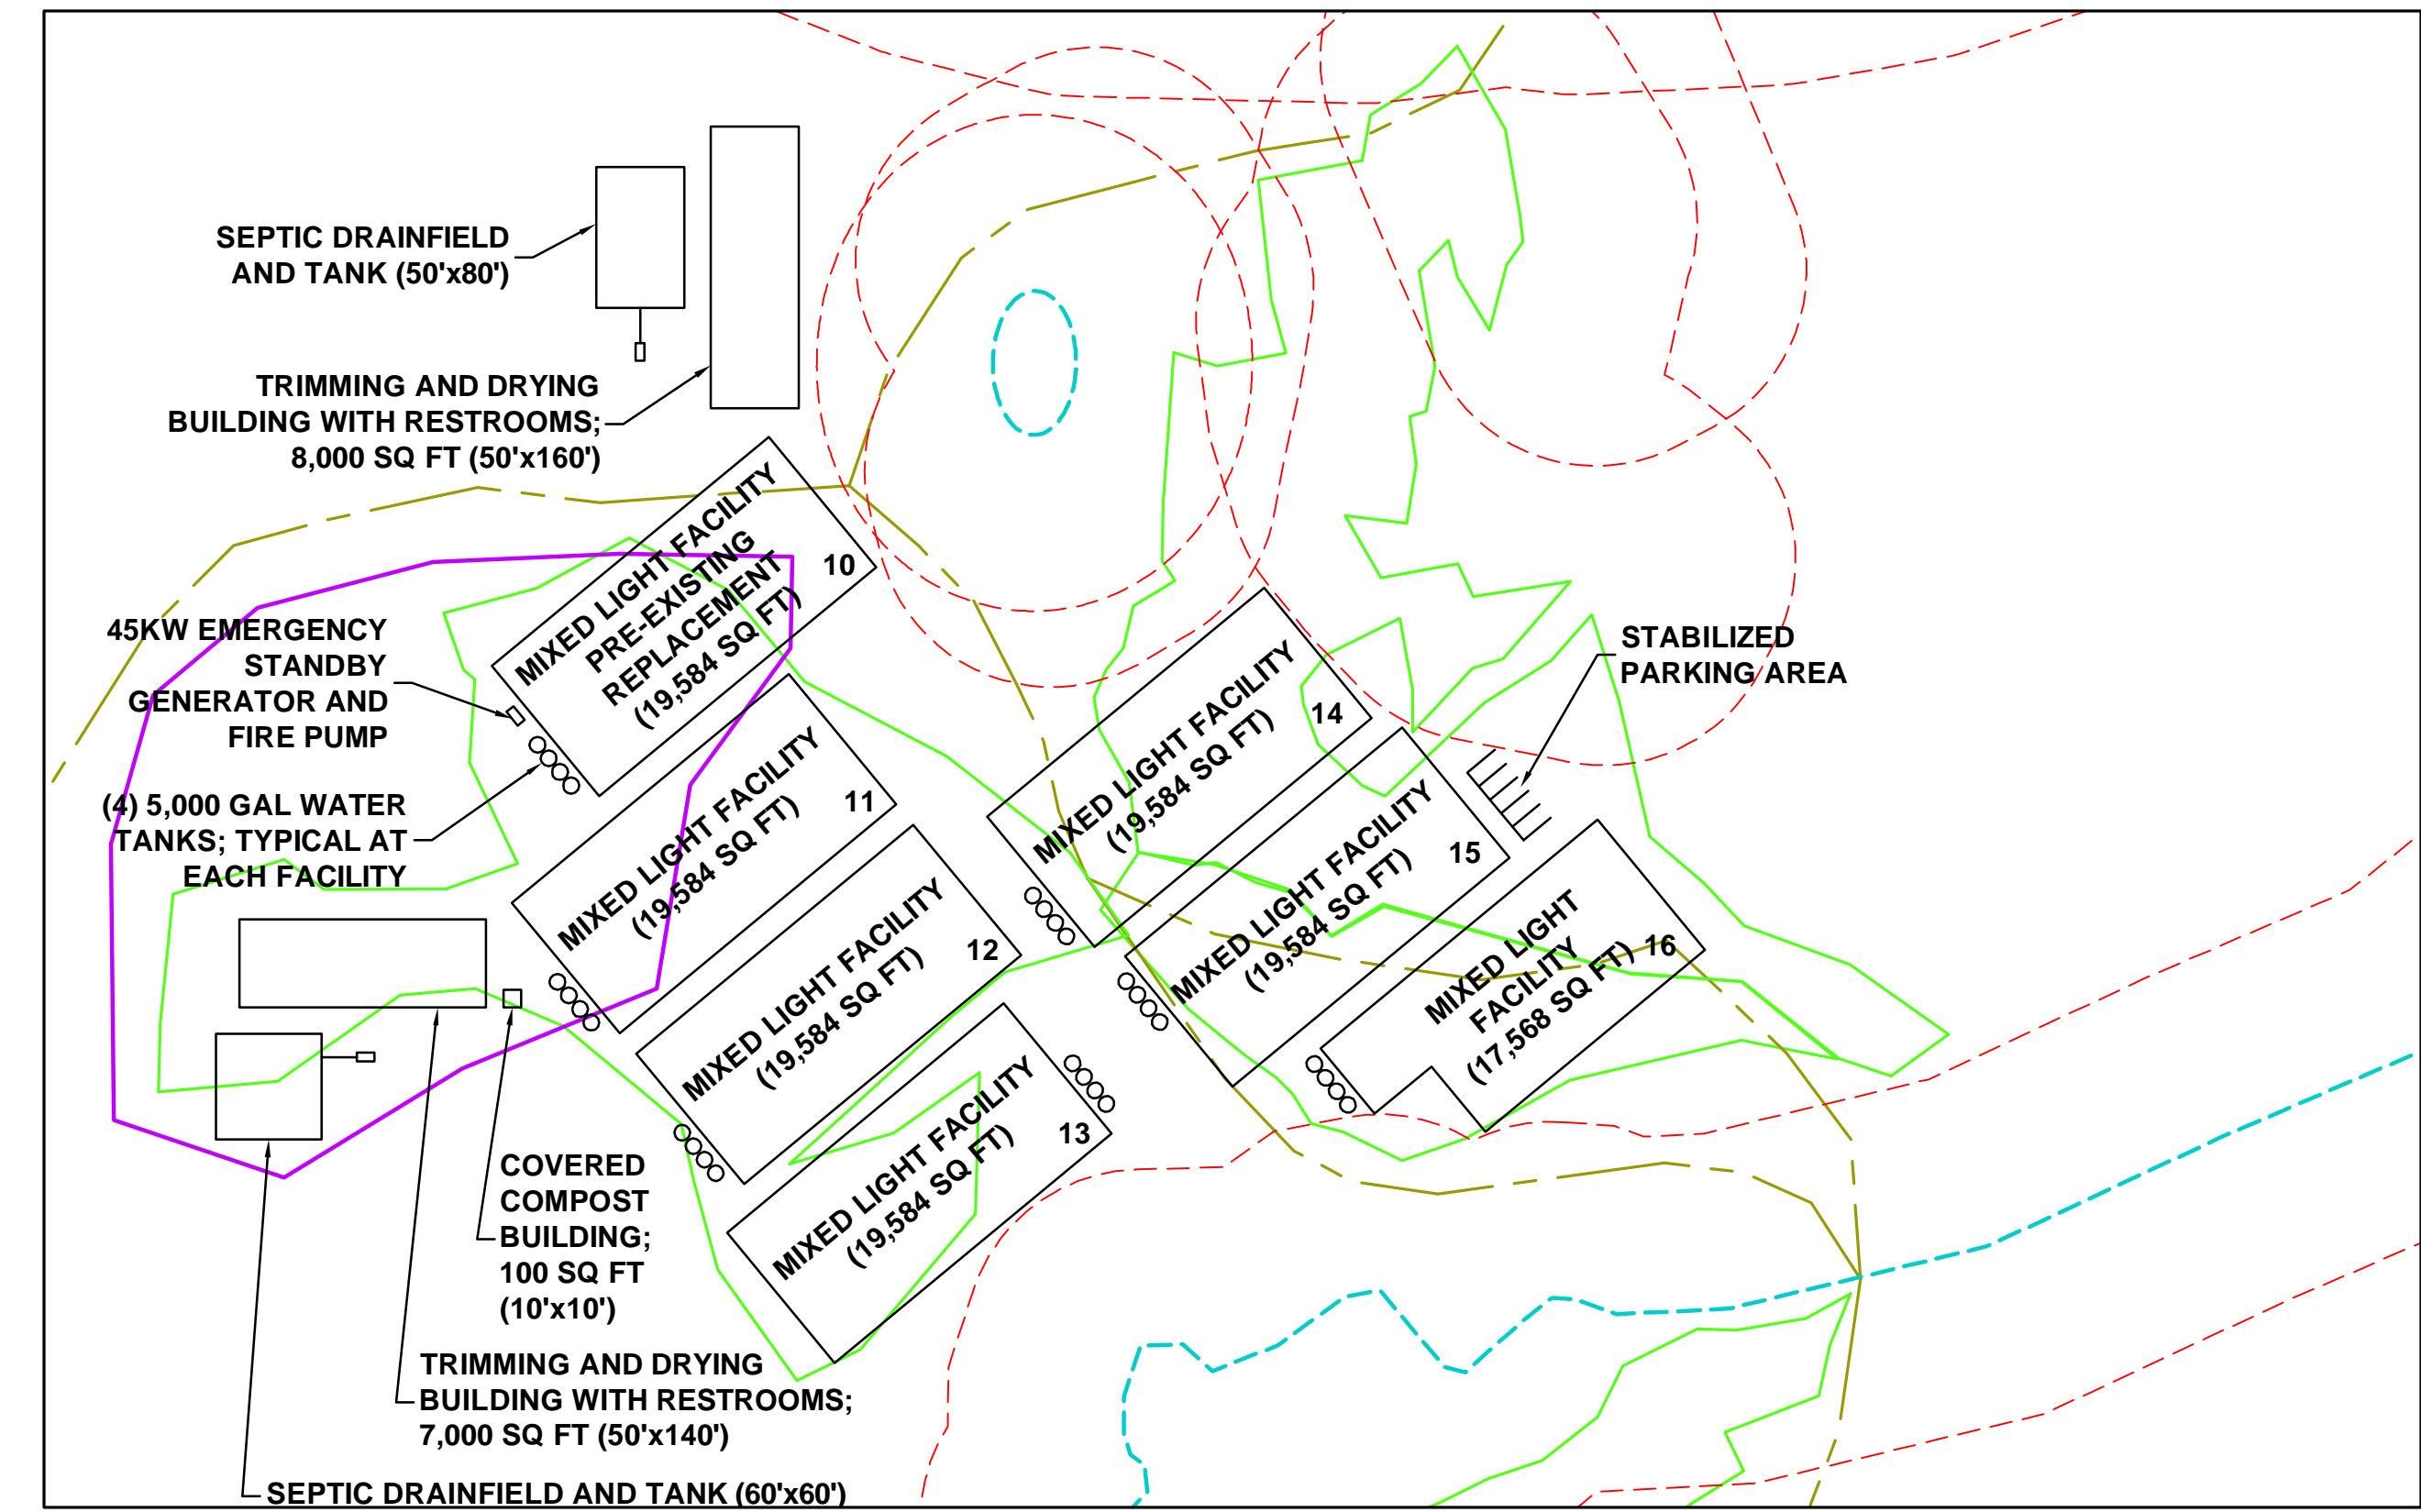 SEPTIC DRAINFIELD
AND TANK (50'x80')
TRIMMING AND DRYING
BUILDING WITH RESTROOMS;
8,000 SQ FT (50'x160')
MIXED LIGHT FACILITY
PRE-EXISTING
REPLACEMENT
(19,584 SQ FT)
10
45KW EMERGENCY
STANDBY
GENERATOR AND
FIRE PUMP
(4) 5,000 GAL WATER
TANKS; TYPICAL AT
EACH FACILITY
MIXED LIGHT FACILITY
(19,584 SQ FT)
11
MIXED LIGHT FACILITY
(19,584 SQ FT)
12
MIXED LIGHT FACILITY
(19,584 SQ FT)
13
MIXED LIGHT FACILITY
(19,584 SQ FT)
14
MIXED LIGHT FACILITY
(19,584 SQ FT)
15
MIXED LIGHT
FACILITY
(17,568 SQ FT)
16
STABILIZED
PARKING AREA
COVERED
COMPOST
BUILDING;
100 SQ FT
(10'x10')
TRIMMING AND DRYING
BUILDING WITH RESTROOMS;
7,000 SQ FT (50'x140')
SEPTIC DRAINFIELD AND TANK (60'x60')